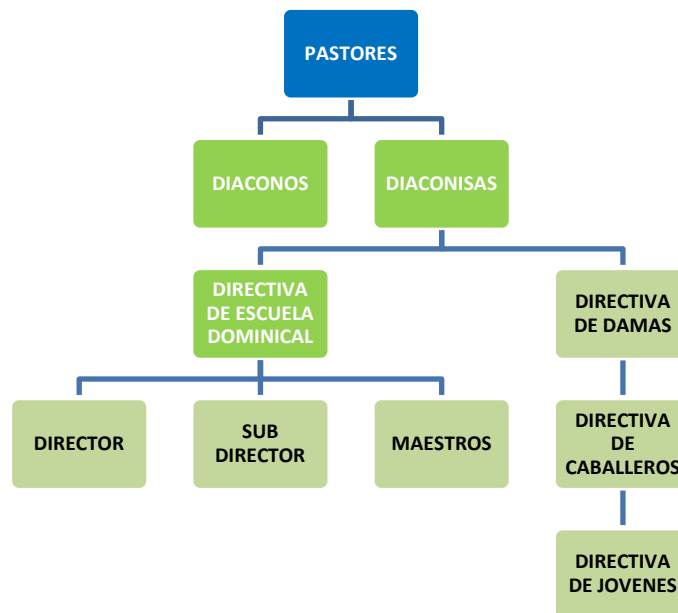 PASTORES
DIACONOS
DIACONISAS
DIRECTIVA
DE ESCUELA
DOMINICAL
DIRECTIVA
DE DAMAS
DIRECTOR
SUB
DIRECTOR
MAESTROS
DIRECTIVA
DE
CABALLEROS
DIRECTIVA
DE JOVENES